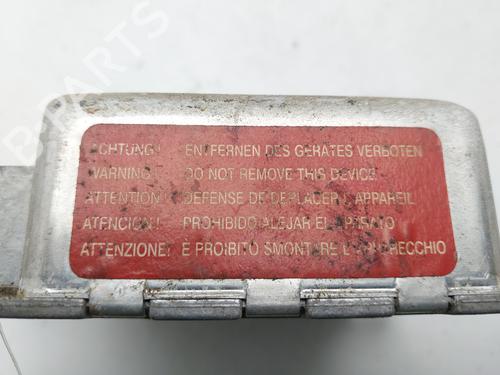 ACHTUNG! ENTFERNEN DES GERATES VERBOTEN
WARNING! DO NOT REMOVE THIS DEVICE
ATTENTION! DEFENSE DE DEPLACER L'APPAREIL
ATENCION! PROHIBIDO ALEJAR EL APARATO
ATTENZIONE! E PROIBITO SMONTARE L'APPARECCHIO
B-PARTS